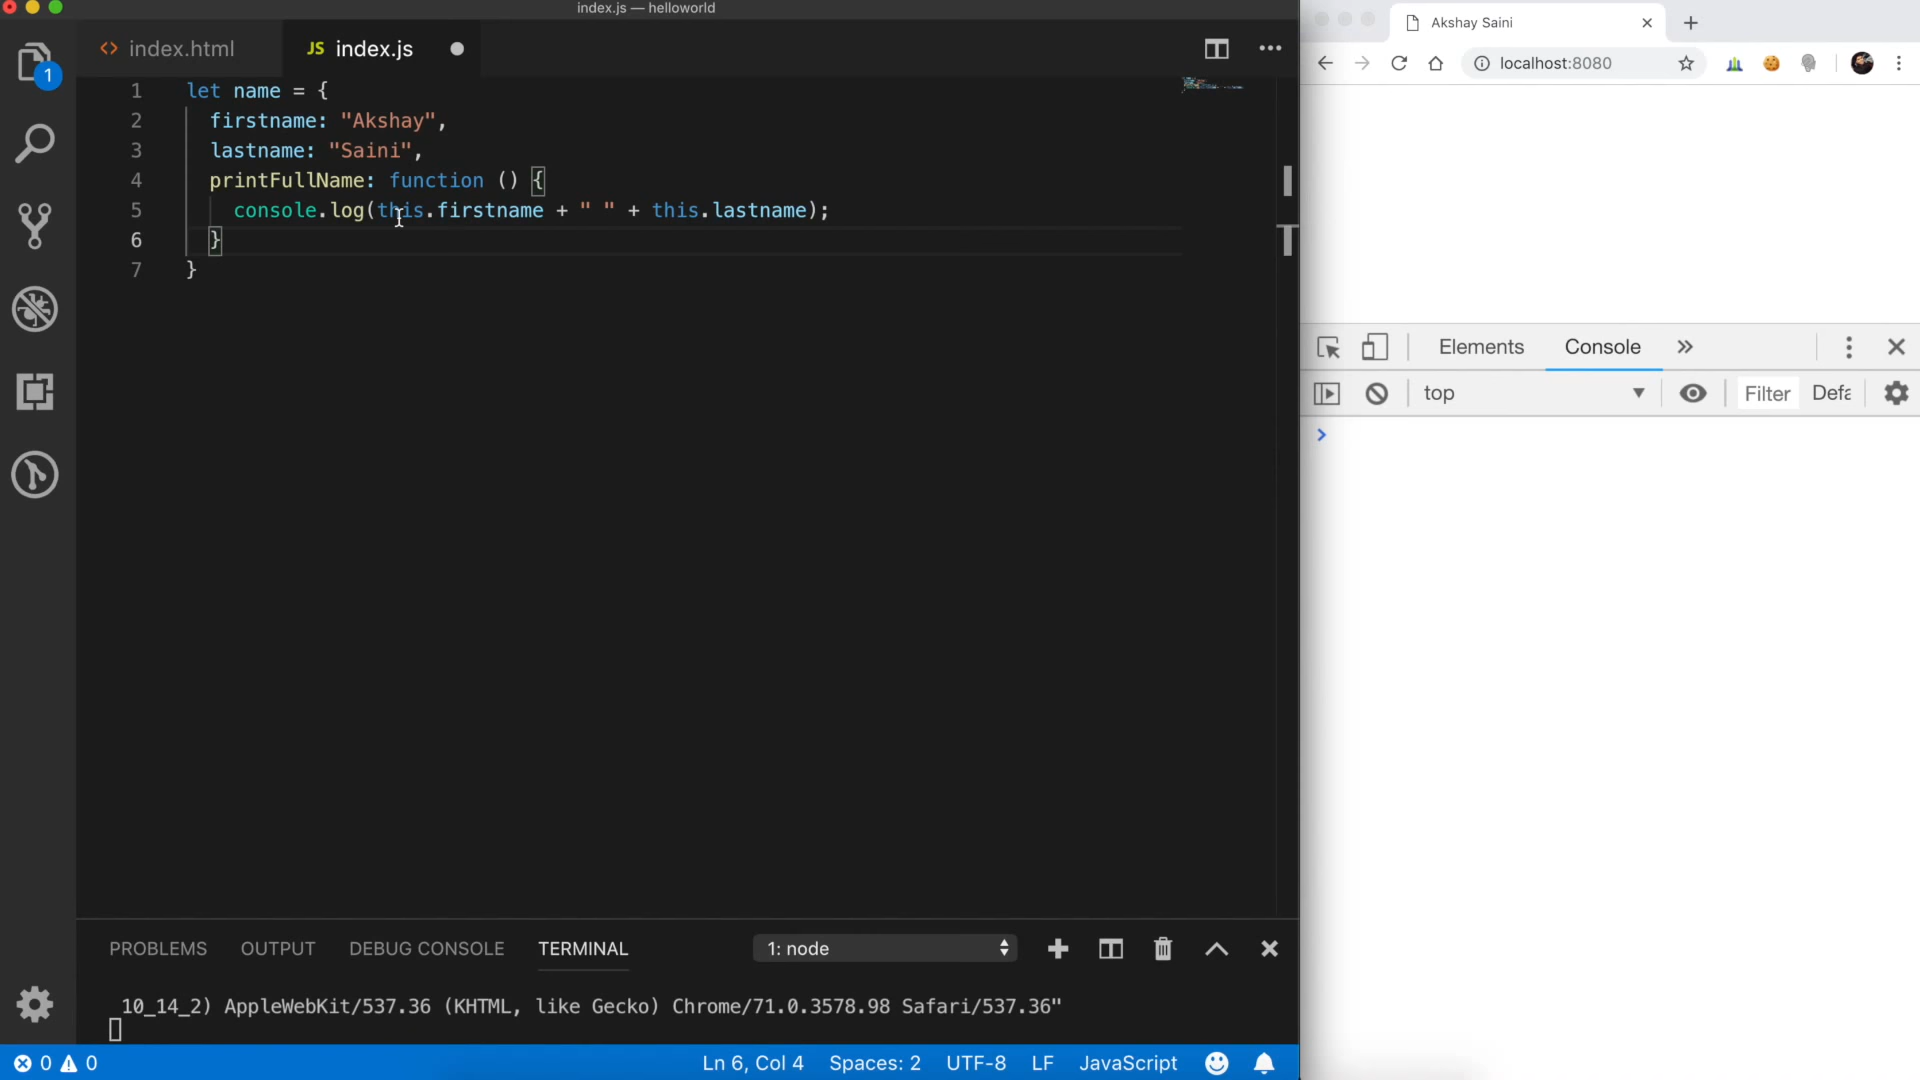 index.js — helloworld
index.html
JS index.js
1
1 let name = {
2 firstname: "Akshay",
3 lastname: "Saini",
4 printFullName: function () {
5 console.log(this.firstname + " " + this.lastname);
6 }
7 }
PROBLEMS OUTPUT DEBUG CONSOLE TERMINAL 1: node
10_14_2) AppleWebKit/537.36 (KHTML, like Gecko) Chrome/71.0.3578.98 Safari/537.36"
0 0 Ln 6, Col 4 Spaces: 2 UTF-8 LF JavaScript
Akshay Saini
localhost:8080
Elements Console
top Filter Defa